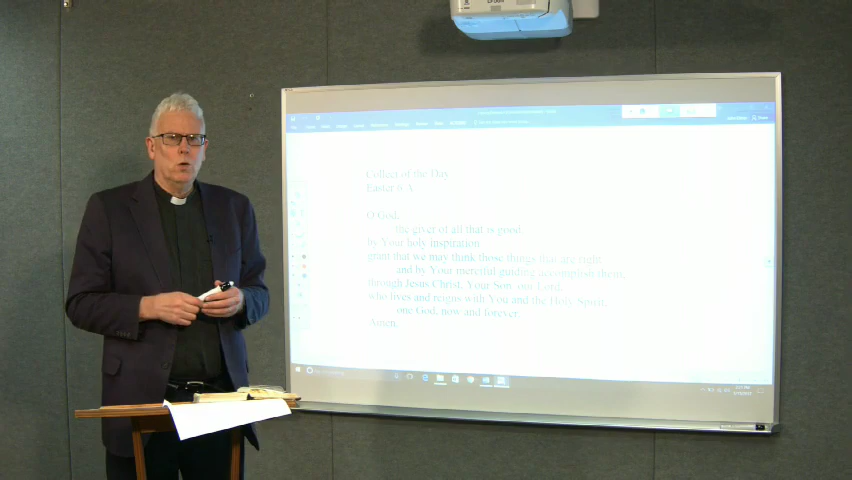 Collect of the Day
Easter 6 A
O God,
the giver of all that is good,
by Your holy inspiration
grant that we may think those things that are right
and by Your merciful guiding accomplish them,
through Jesus Christ, Your Son, our Lord,
who lives and reigns with You and the Holy Spirit,
one God, now and forever.
Amen.